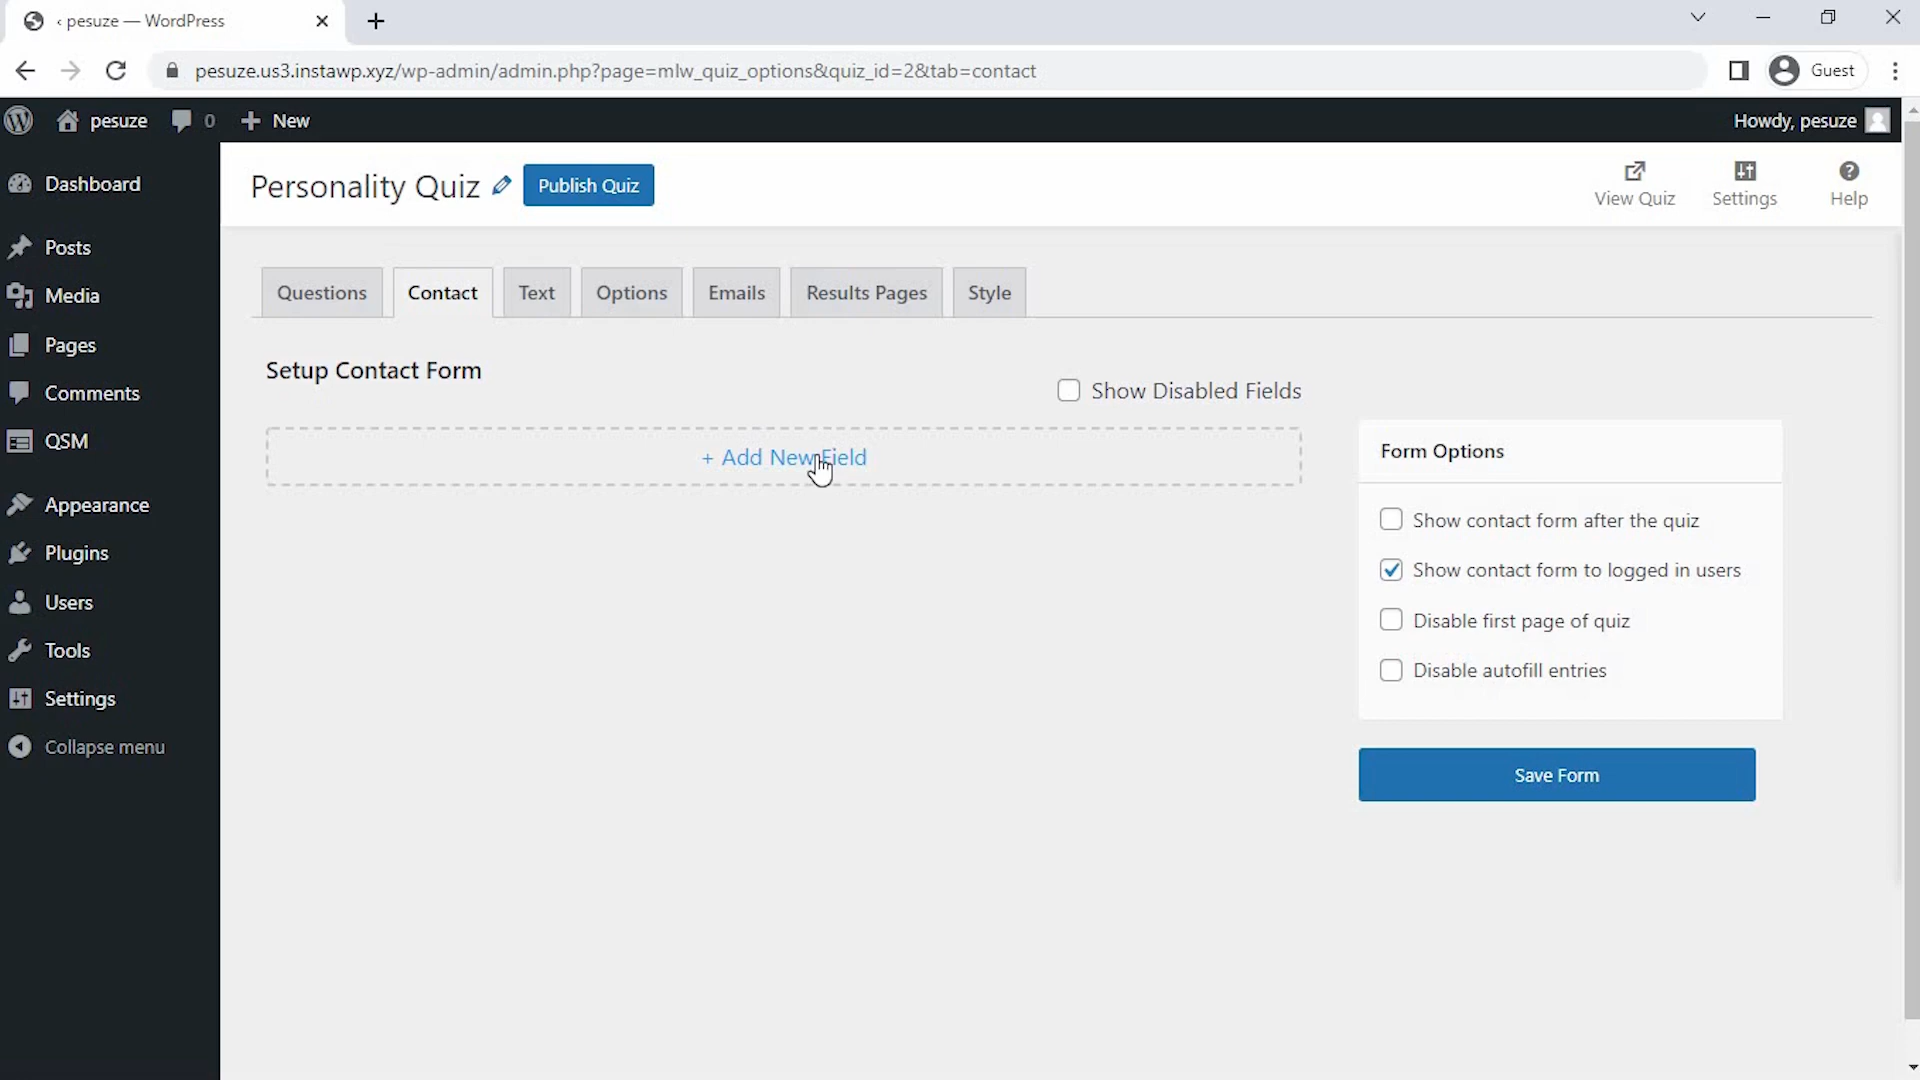 ‹ pesuze — WordPress
pesuze.us3.instawp.xyz/wp-admin/admin.php?page=mlw_quiz_options&quiz_id=2&tab=contact
Guest
pesuze
0
+ New
Howdy, pesuze
Dashboard
Posts
Media
Pages
Comments
QSM
Appearance
Plugins
Users
Tools
Settings
Collapse menu
Personality Quiz
Publish Quiz
View Quiz
Settings
Help
Questions
Contact
Text
Options
Emails
Results Pages
Style
Setup Contact Form
Show Disabled Fields
+ Add New Field
Form Options
Show contact form after the quiz
Show contact form to logged in users
Disable first page of quiz
Disable autofill entries
Save Form